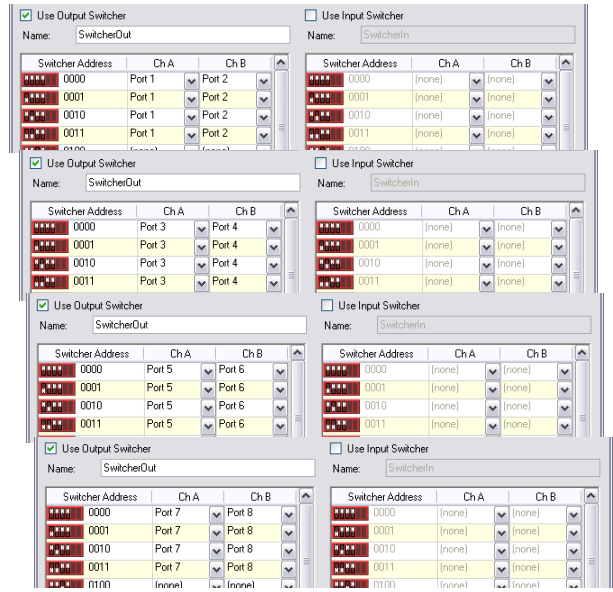 Use Output Switcher Use Input Switcher
Name: SwitcherOut Name: SwitcherIn
Switcher Address Ch A Ch B Switcher Address Ch A Ch B
0000 Port 1 Port 2 0000 (none) (none)
0001 Port 1 Port 2 0001 (none) (none)
0010 Port 1 Port 2 0010 (none) (none)
0011 Port 1 Port 2 0011 (none) (none)
Use Output Switcher Use Input Switcher
Name: SwitcherOut Name: SwitcherIn
Switcher Address Ch A Ch B Switcher Address Ch A Ch B
0000 Port 3 Port 4 0000 (none) (none)
0001 Port 3 Port 4 0001 (none) (none)
0010 Port 3 Port 4 0010 (none) (none)
0011 Port 3 Port 4 0011 (none) (none)
Use Output Switcher Use Input Switcher
Name: SwitcherOut Name: SwitcherIn
Switcher Address Ch A Ch B Switcher Address Ch A Ch B
0000 Port 5 Port 6 0000 (none) (none)
0001 Port 5 Port 6 0001 (none) (none)
0010 Port 5 Port 6 0010 (none) (none)
0011 Port 5 Port 6 0011 (none) (none)
Use Output Switcher Use Input Switcher
Name: SwitcherOut Name: SwitcherIn
Switcher Address Ch A Ch B Switcher Address Ch A Ch B
0000 Port 7 Port 8 0000 (none) (none)
0001 Port 7 Port 8 0001 (none) (none)
0010 Port 7 Port 8 0010 (none) (none)
0011 Port 7 Port 8 0011 (none) (none)
0100 (none) (none) 0100 (none) (none)